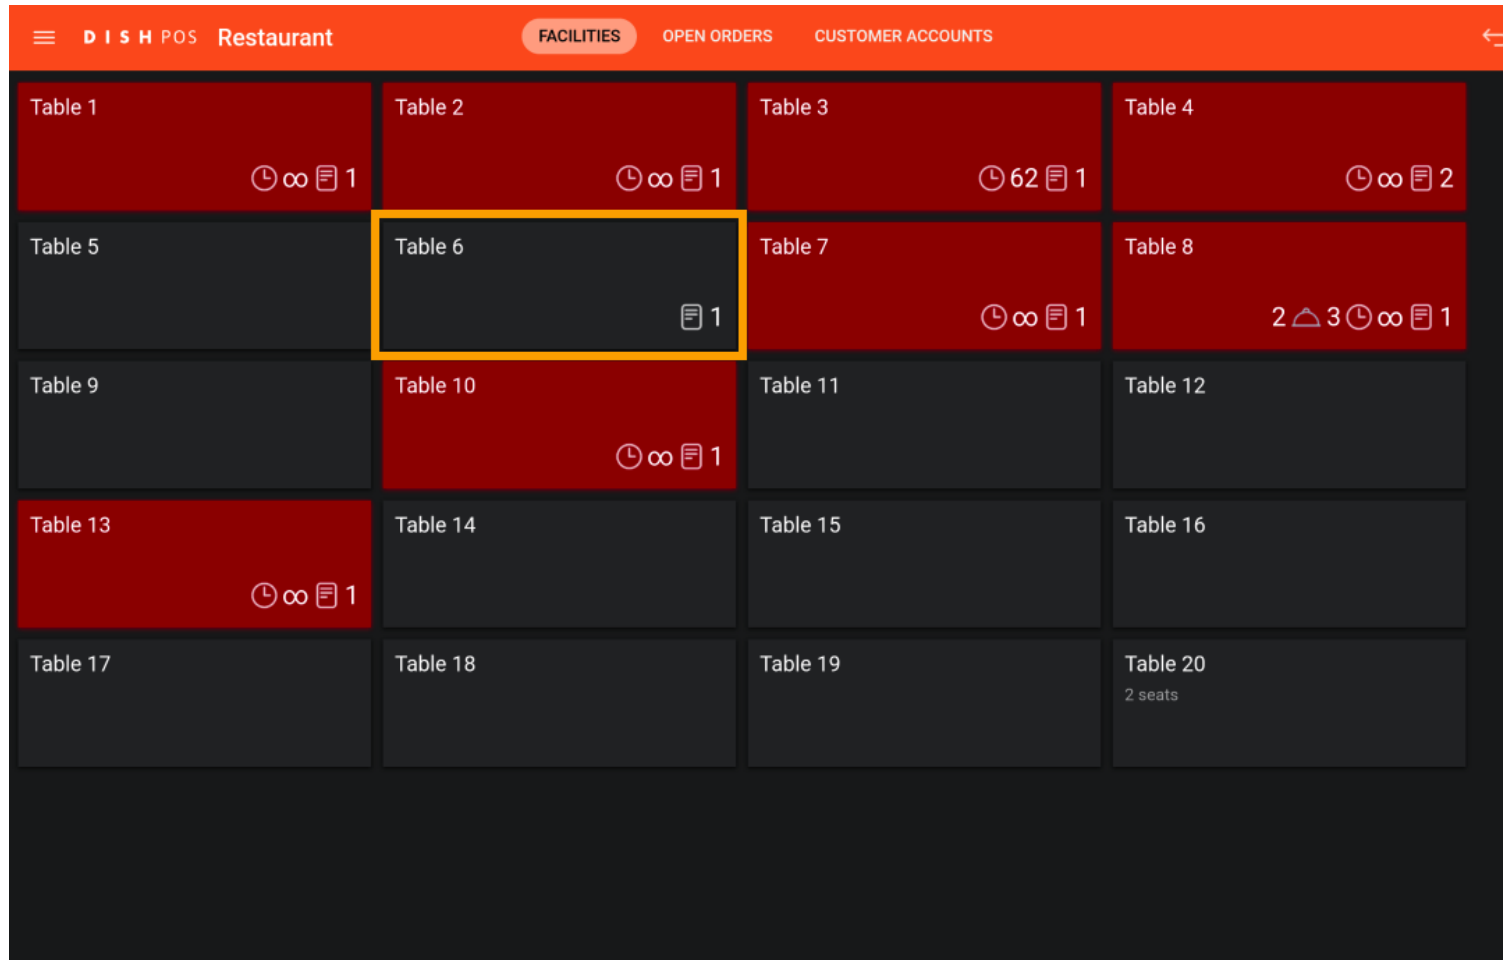 DISH POS Restaurant FACILITIES OPEN ORDERS CUSTOMER ACCOUNTS
Table 1 Table 2 Table 3 Table 4
∞ 1 ∞ 1 62 1 ∞ 2
Table 5 Table 6 Table 7 Table 8
1 ∞ 1 2 3 ∞ 1
Table 9 Table 10 Table 11 Table 12
∞ 1
Table 13 Table 14 Table 15 Table 16
∞ 1
Table 17 Table 18 Table 19 Table 20
2 seats